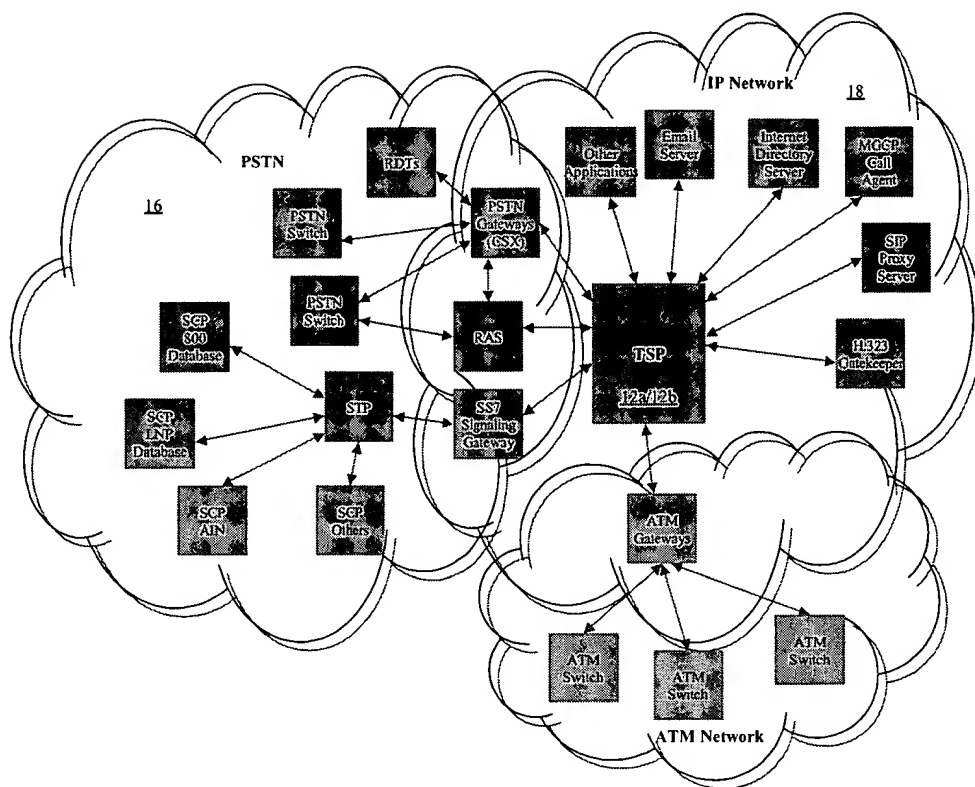 IP Network
18
PSTN
16
RDTs
PSTN
Switch
PSTN
Gateways
(CSX)
Other
Applications
Email
Server
Internet
Directory
Server
MGCP
Call
Agent
SIP
Proxy
Server
PSTN
Switch
RAS
TSP
12a/12b
H.323
Gatekeeper
SCP
800
Database
STP
SS7
Signaling
Gateway
SCP
LNP
Database
SCP
AIN
SCP
Others
ATM
Gateways
ATM
Switch
ATM
Switch
ATM
Switch
ATM Network